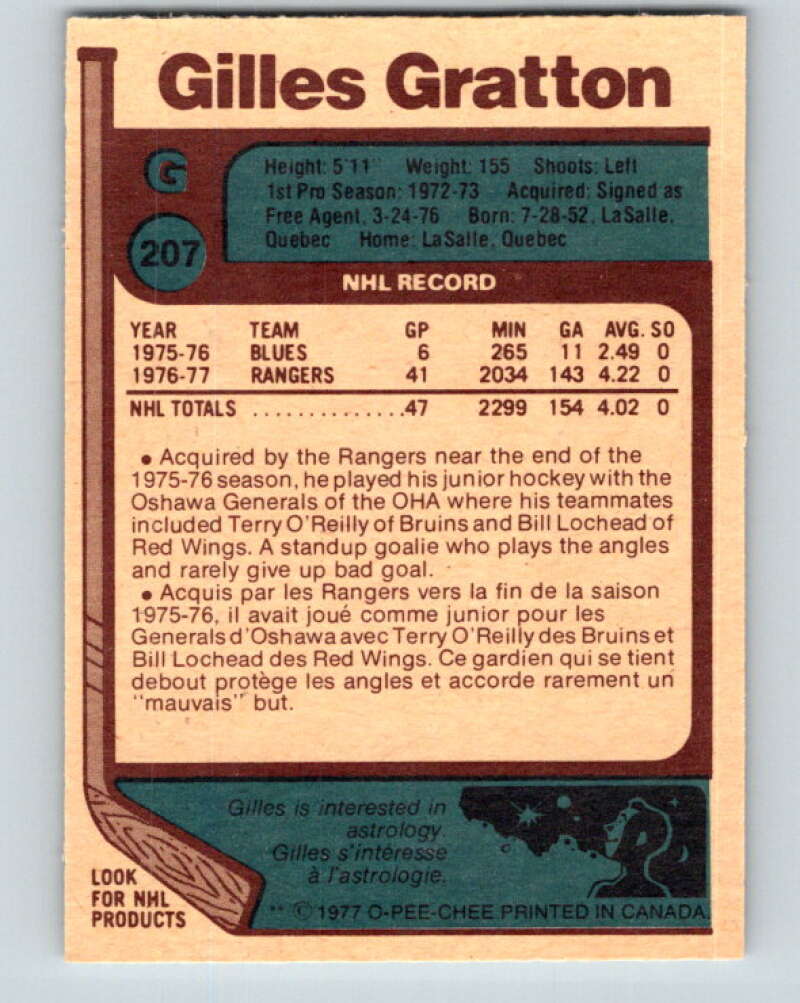 Gilles Gratton
G
207
Height: 5'11" Weight: 155 Shoots: Left
1st Pro Season: 1972-73 Acquired: Signed as
Free Agent, 3-24-76 Born: 7-28-52, LaSalle,
Quebec Home: LaSalle, Quebec
NHL RECORD
YEAR TEAM GP MIN GA AVG. SO
1975-76 BLUES 6 265 11 2.49 0
1976-77 RANGERS 41 2034 143 4.22 0
NHL TOTALS ..............47 2299 154 4.02 0
• Acquired by the Rangers near the end of the
1975-76 season, he played his junior hockey with the
Oshawa Generals of the OHA where his teammates
included Terry O'Reilly of Bruins and Bill Lochead of
Red Wings. A standup goalie who plays the angles
and rarely give up bad goal.
• Acquis par les Rangers vers la fin de la saison
1975-76, il avait joué comme junior pour les
Generals d'Oshawa avec Terry O'Reilly des Bruins et
Bill Lochead des Red Wings. Ce gardien qui se tient
debout protège les angles et accorde rarement un
"mauvais" but.
Gilles is interested in
astrology.
Gilles s'intéresse
à l'astrologie.
LOOK
FOR NHL
PRODUCTS
** © 1977 O-PEE-CHEE PRINTED IN CANADA.